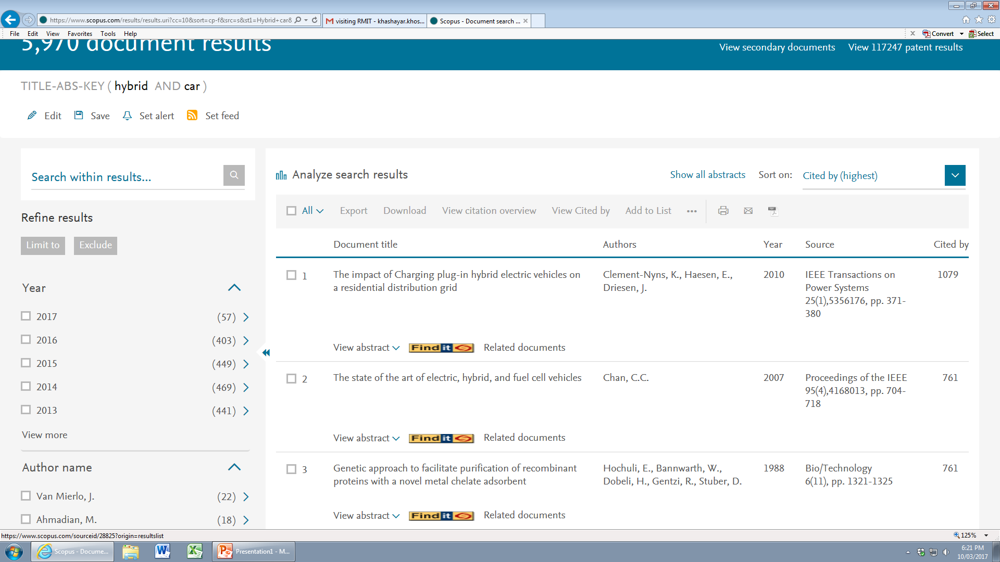 https://www.scopus.com/results/results.uri?cc=10&sort=cp-f&src=s&st1=Hybrid+car&
visiting RMIT - khashayar.khos...
Scopus - Document search ...
File Edit View Favorites Tools Help
Convert Select
5,970 document results
View secondary documents View 117247 patent results
TITLE-ABS-KEY ( hybrid AND car )
Edit Save Set alert Set feed
Search within results...
Refine results
Limit to Exclude
Year
2017 (57)
2016 (403)
2015 (449)
2014 (469)
2013 (441)
View more
Author name
Van Mierlo, J. (22)
Ahmadian, M. (18)
Analyze search results
Show all abstracts Sort on: Cited by (highest)
All Export Download View citation overview View Cited by Add to List •••
Document title Authors Year Source Cited by
1 The impact of Charging plug-in hybrid electric vehicles on Clement-Nyns, K., Haesen, E., 2010 IEEE Transactions on 1079
a residential distribution grid Driesen, J. Power Systems
25(1),5356176, pp. 371-
380
View abstract Find it Related documents
2 The state of the art of electric, hybrid, and fuel cell vehicles Chan, C.C. 2007 Proceedings of the IEEE 761
95(4),4168013, pp. 704-
718
View abstract Find it Related documents
3 Genetic approach to facilitate purification of recombinant Hochuli, E., Bannwarth, W., 1988 Bio/Technology 761
proteins with a novel metal chelate adsorbent Dobeli, H., Gentzi, R., Stuber, D. 6(11), pp. 1321-1325
View abstract Find it Related documents
https://www.scopus.com/sourceid/28825?origin=resultslist
125%
Scopus - Docume...
Presentation1 - M...
6:21 PM
10/03/2017